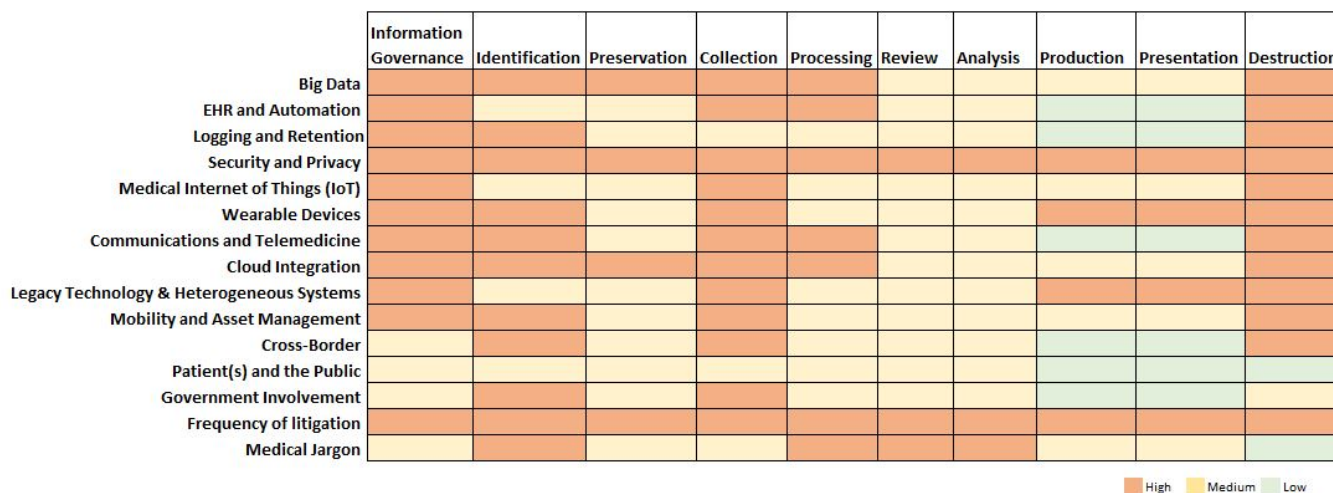 Information
Governance Identification Preservation Collection Processing Review Analysis Production Presentation Destruction
Big Data
EHR and Automation
Logging and Retention
Security and Privacy
Medical Internet of Things (IoT)
Wearable Devices
Communications and Telemedicine
Cloud Integration
Legacy Technology & Heterogeneous Systems
Mobility and Asset Management
Cross-Border
Patient(s) and the Public
Government Involvement
Frequency of litigation
Medical Jargon
High Medium Low